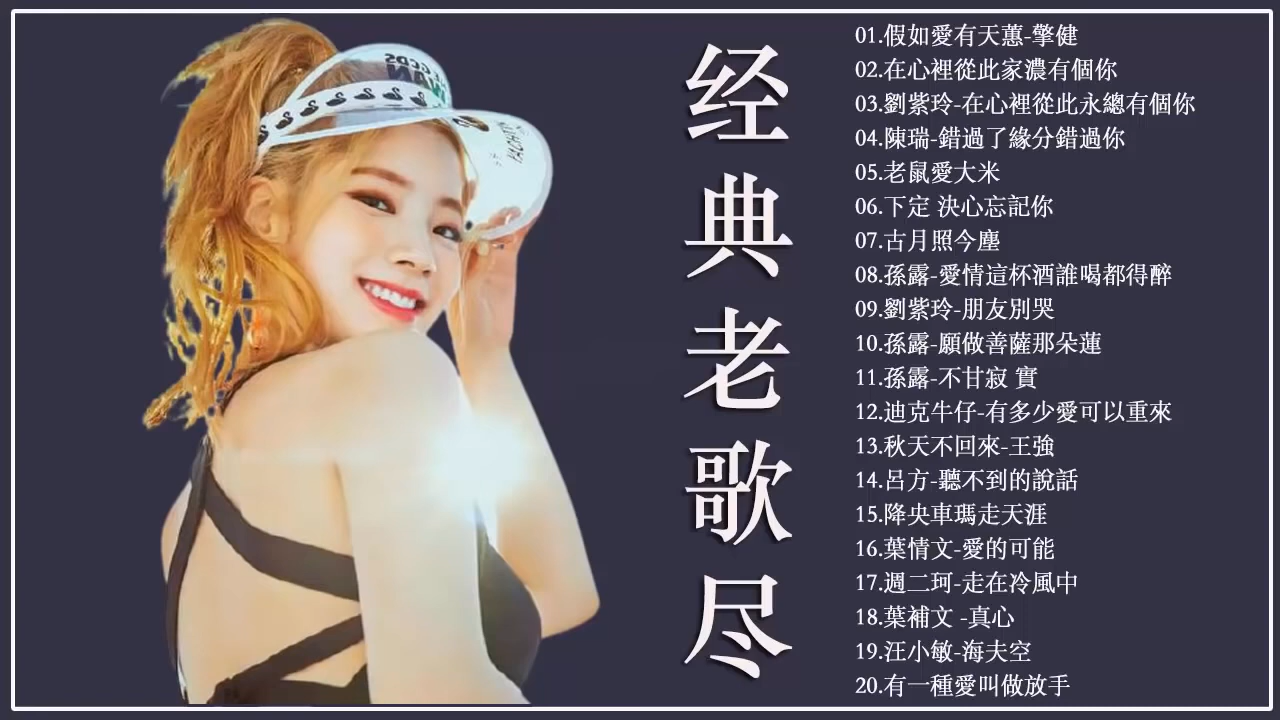 经典老歌尽
01.假如愛有天蕙-擎健
02.在心裡從此家濃有個你
03.劉紫玲-在心裡從此永總有個你
04.陳瑞-錯過了緣分錯過你
05.老鼠愛大米
06.下定 決心忘記你
07.古月照今塵
08.孫露-愛情這杯酒誰喝都得醉
09.劉紫玲-朋友別哭
10.孫露-願做善薩那朵蓮
11.孫露-不甘寂 實
12.迪克牛仔-有多少愛可以重來
13.秋天不回來-王強
14.呂方-聽不到的說話
15.降央車瑪走天涯
16.葉情文-愛的可能
17.週二珂-走在冷風中
18.葉補文 -真心
19.汪小敏-海夫空
20.有一種愛叫做放手